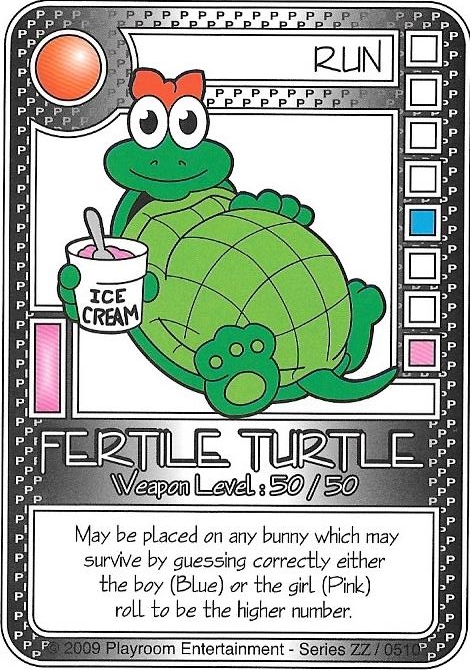 RUN
ICE
CREAM
FERTILE TURTLE
Weapon Level : 50 / 50
May be placed on any bunny which may
survive by guessing correctly either
the boy (Blue) or the girl (Pink)
roll to be the higher number.
© 2009 Playroom Entertainment - Series ZZ / 0510